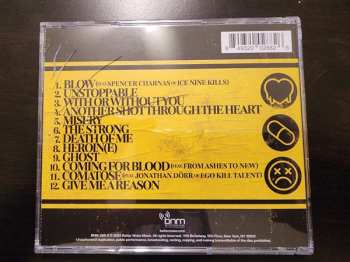 1. BLOW (FEAT. SPENCER CHARNAS OF ICE NINE KILLS)
2. UNSTOPPABLE
3. WITH OR WITHOUT YOU
4. ANOTHER SHOT THROUGH THE HEART
5. MISERY
6. THE STRONG
7. DEATH OF ME
8. HEROIN(E)
9. GHOST
10. COMING FOR BLOOD (FEAT. FROM ASHES TO NEW)
11. COMATOSE (FEAT. JONATHAN DÖRR OF EGO KILL TALENT)
12. GIVE ME A REASON
bnm